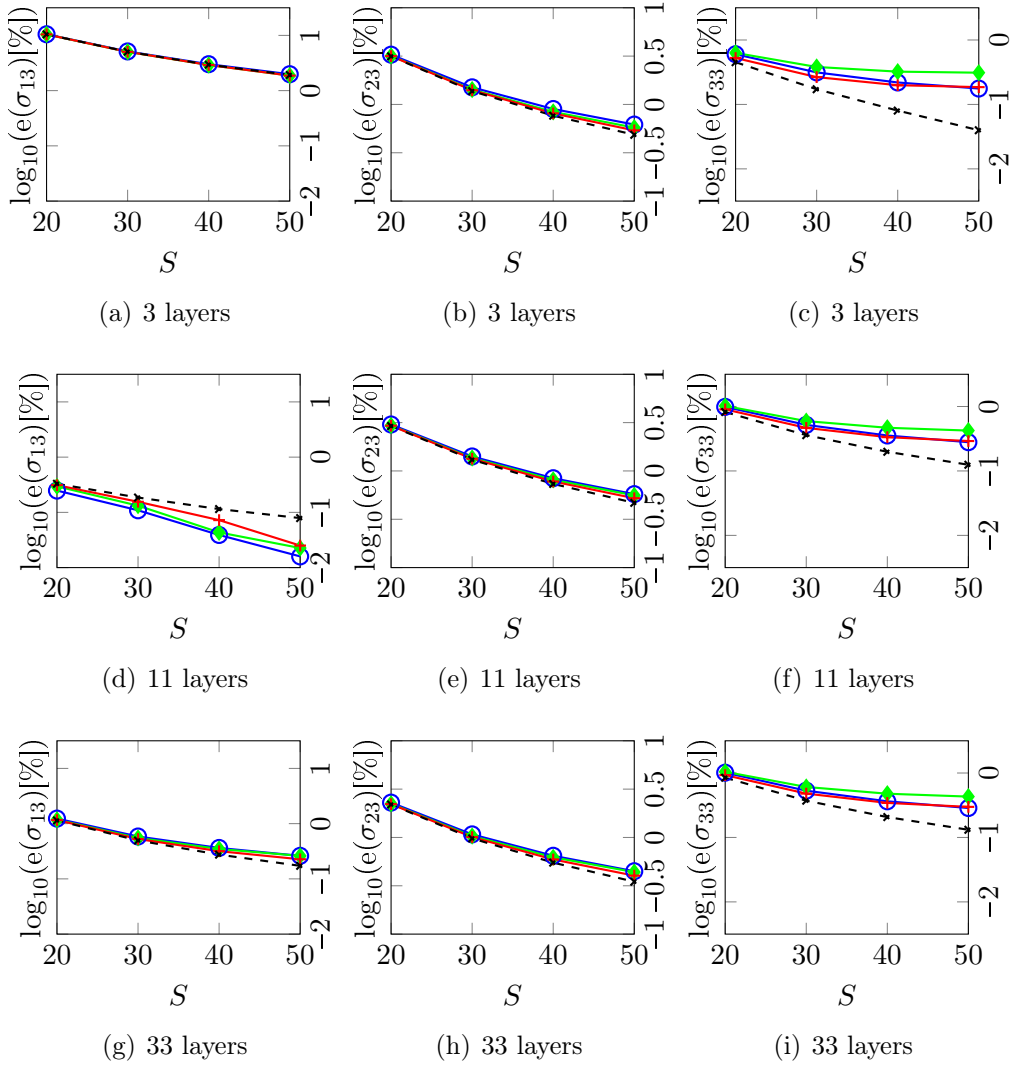 log₁₀(e(σ₁₃)[%])
1
0
−1
−2
20 30 40 50
S
(a) 3 layers
log₁₀(e(σ₂₃)[%])
1
0.5
0
−0.5
−1
20 30 40 50
S
(b) 3 layers
log₁₀(e(σ₃₃)[%])
0
−1
−2
20 30 40 50
S
(c) 3 layers
log₁₀(e(σ₁₃)[%])
1
0
−1
−2
20 30 40 50
S
(d) 11 layers
log₁₀(e(σ₂₃)[%])
1
0.5
0
−0.5
−1
20 30 40 50
S
(e) 11 layers
log₁₀(e(σ₃₃)[%])
0
−1
−2
20 30 40 50
S
(f) 11 layers
log₁₀(e(σ₁₃)[%])
1
0
−1
−2
20 30 40 50
S
(g) 33 layers
log₁₀(e(σ₂₃)[%])
1
0.5
0
−0.5
−1
20 30 40 50
S
(h) 33 layers
log₁₀(e(σ₃₃)[%])
0
−1
−2
20 30 40 50
S
(i) 33 layers